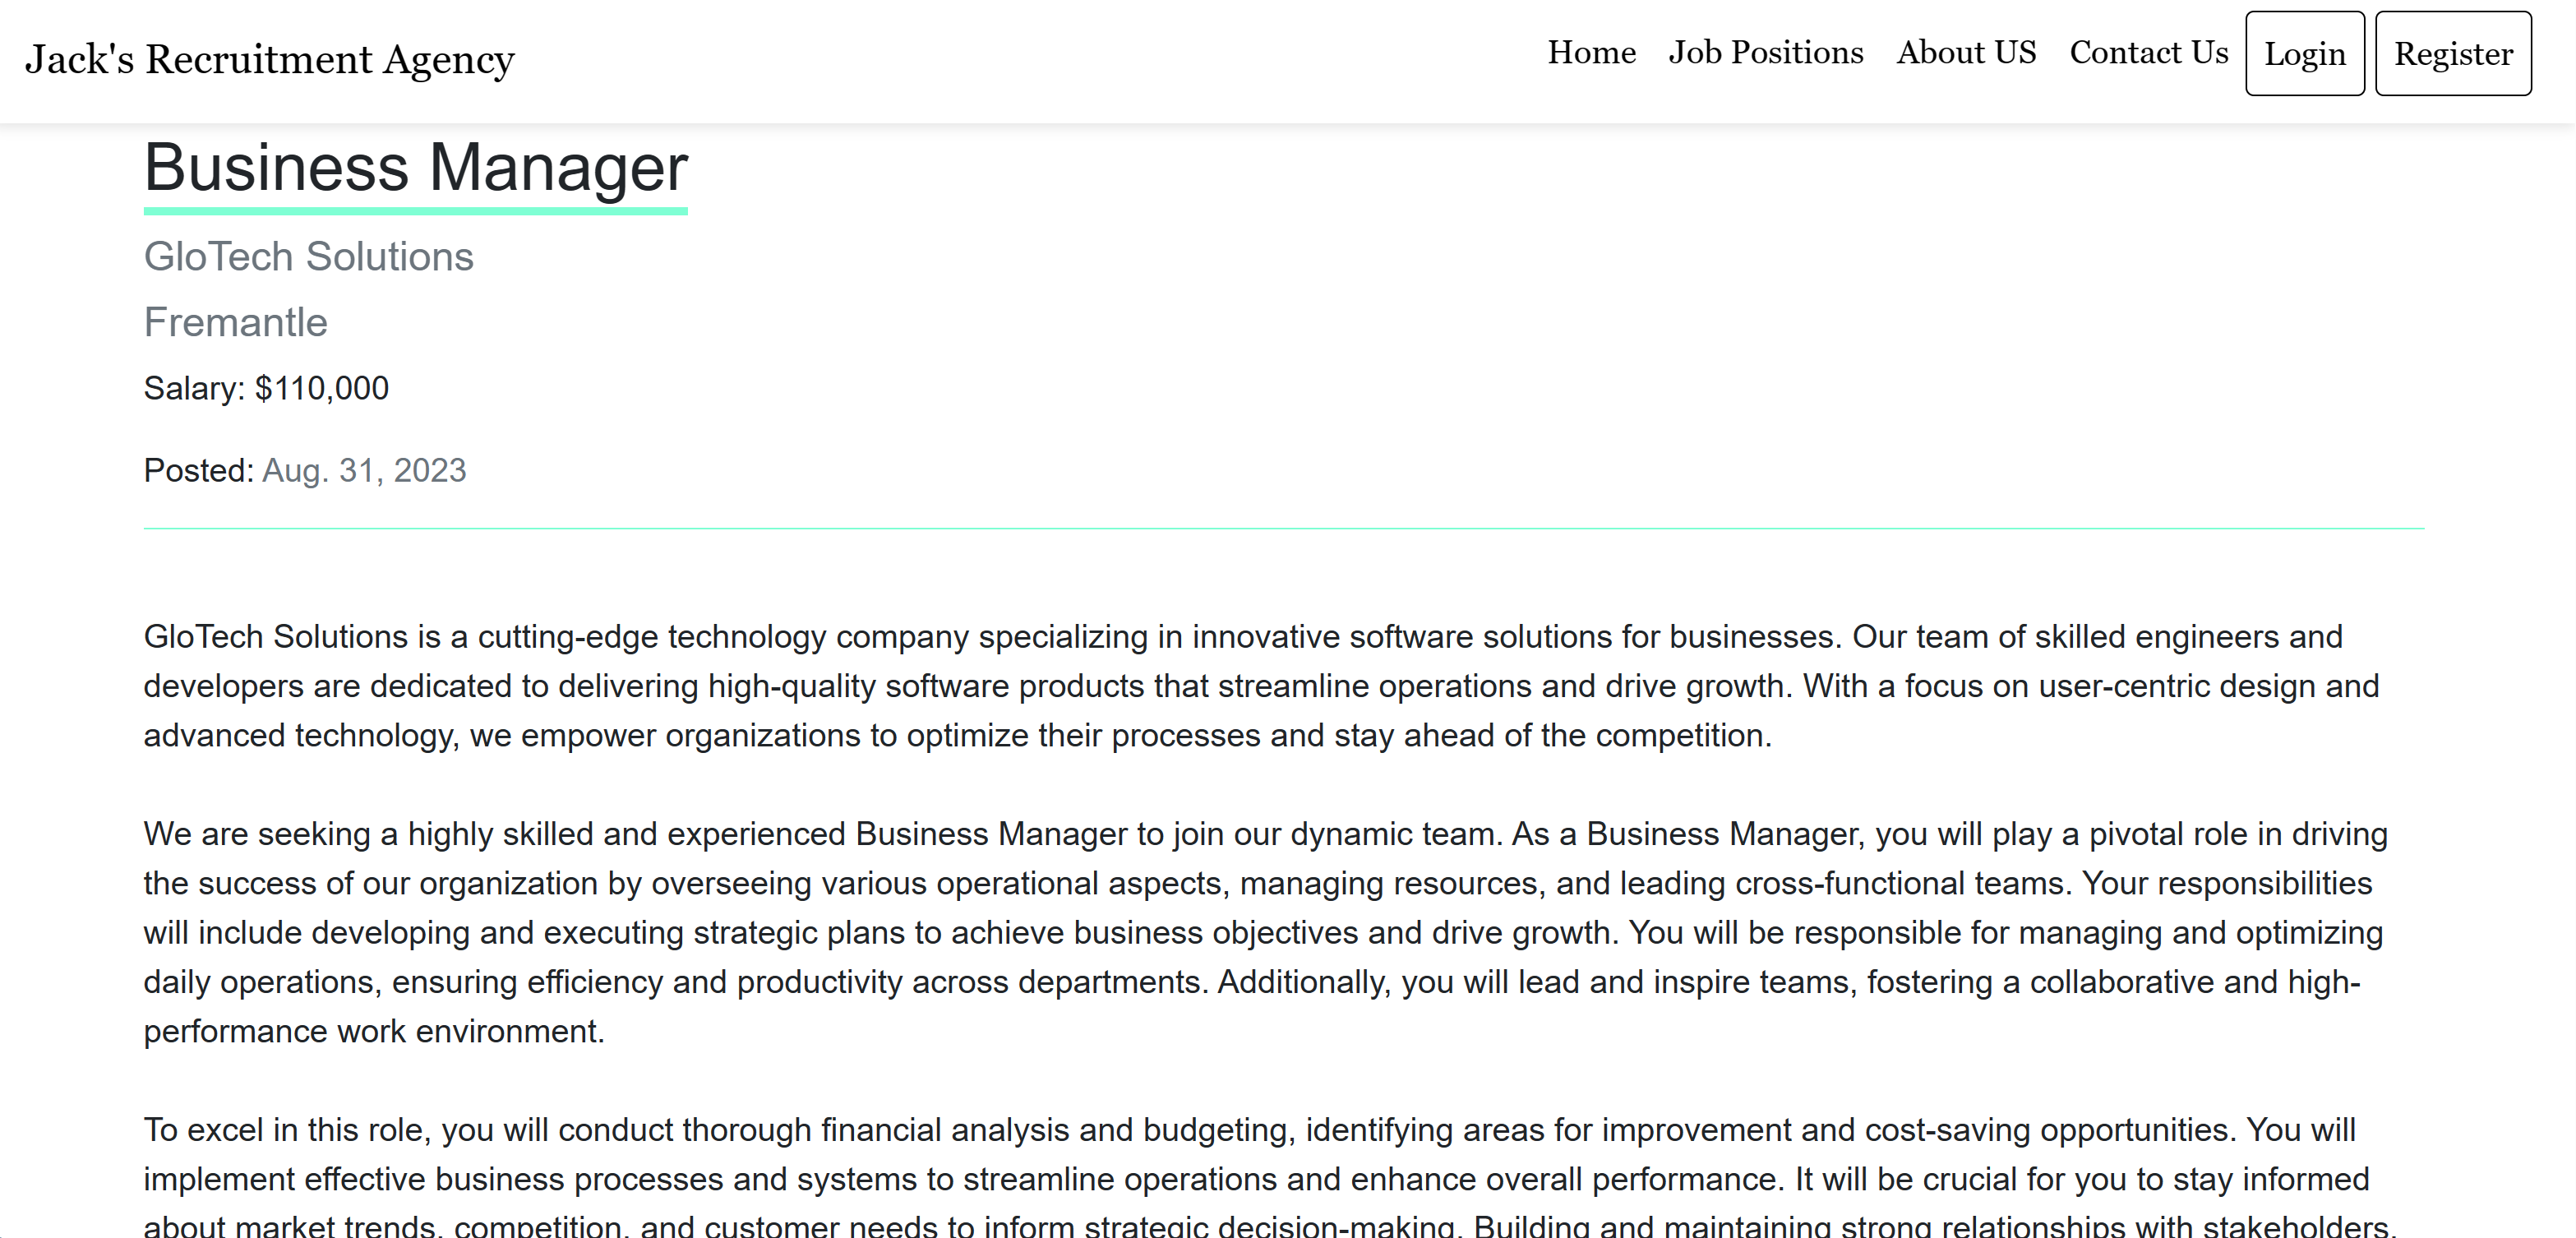 Jack's Recruitment Agency
Home Job Positions About US Contact Us Login Register
Business Manager
GloTech Solutions
Fremantle
Salary: $110,000
Posted: Aug. 31, 2023
GloTech Solutions is a cutting-edge technology company specializing in innovative software solutions for businesses. Our team of skilled engineers and
developers are dedicated to delivering high-quality software products that streamline operations and drive growth. With a focus on user-centric design and
advanced technology, we empower organizations to optimize their processes and stay ahead of the competition.
We are seeking a highly skilled and experienced Business Manager to join our dynamic team. As a Business Manager, you will play a pivotal role in driving
the success of our organization by overseeing various operational aspects, managing resources, and leading cross-functional teams. Your responsibilities
will include developing and executing strategic plans to achieve business objectives and drive growth. You will be responsible for managing and optimizing
daily operations, ensuring efficiency and productivity across departments. Additionally, you will lead and inspire teams, fostering a collaborative and high-
performance work environment.
To excel in this role, you will conduct thorough financial analysis and budgeting, identifying areas for improvement and cost-saving opportunities. You will
implement effective business processes and systems to streamline operations and enhance overall performance. It will be crucial for you to stay informed
about market trends, competition, and customer needs to inform strategic decision-making. Building and maintaining strong relationships with stakeholders,